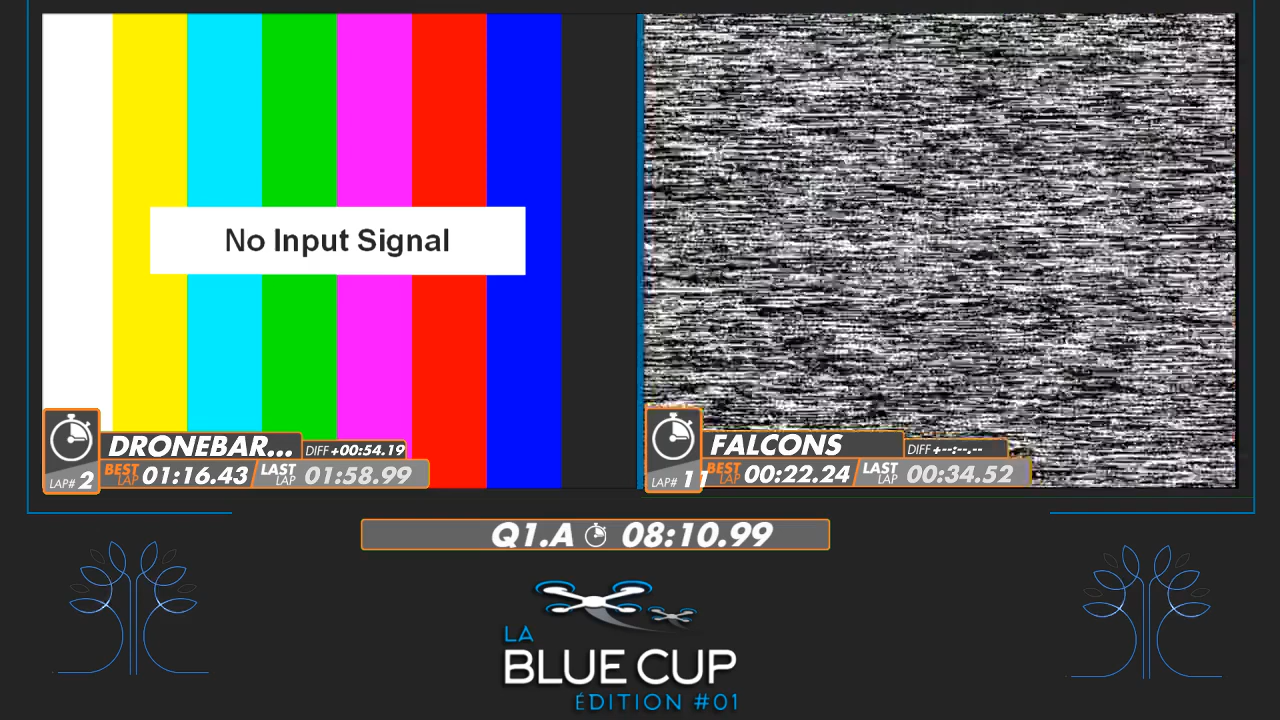 No Input Signal
DRONEBAR... DIFF +00:54.19
LAP# 2 BEST LAP 01:16.43 LAST LAP 01:58.99
FALCONS DIFF +--:--.--
LAP# 11 BEST LAP 00:22.24 LAST LAP 00:34.52
Q1.A 08:10.99
LA
BLUE CUP
ÉDITION #01